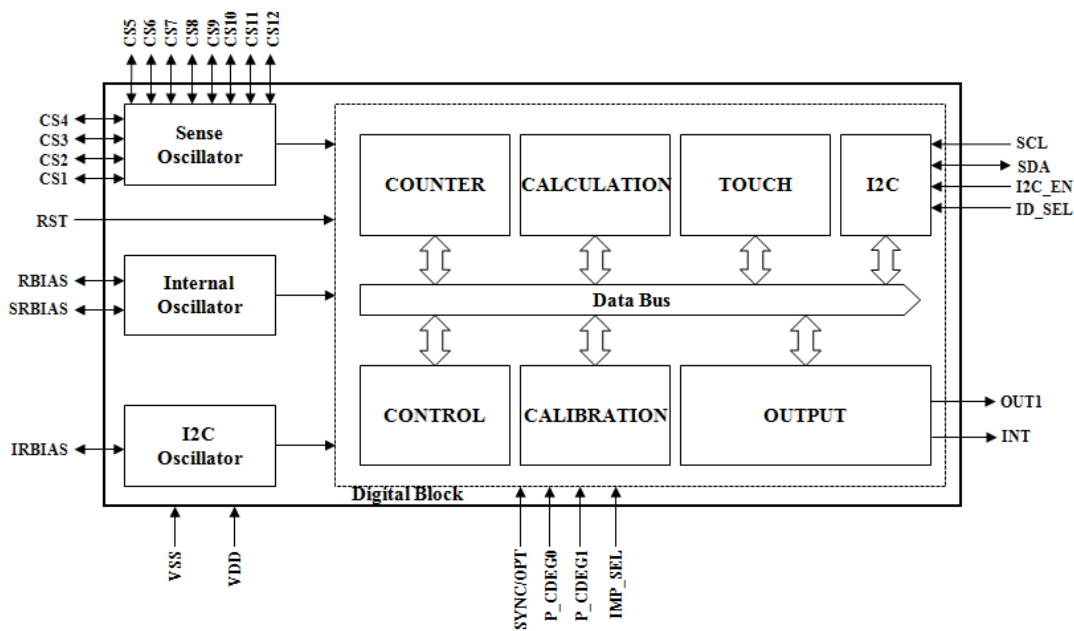 CS5
CS6
CS7
CS8
CS9
CS10
CS11
CS12
CS4
CS3
CS2
CS1
Sense
Oscillator
RST
RBIAS
SRBIAS
Internal
Oscillator
IRBIAS
I2C
Oscillator
COUNTER
CALCULATION
TOUCH
I2C
SCL
SDA
I2C_EN
ID_SEL
Data Bus
CONTROL
CALIBRATION
OUTPUT
OUT1
INT
Digital Block
VSS
VDD
SYNC/OPT
P_CDEG0
P_CDEG1
IMP_SEL